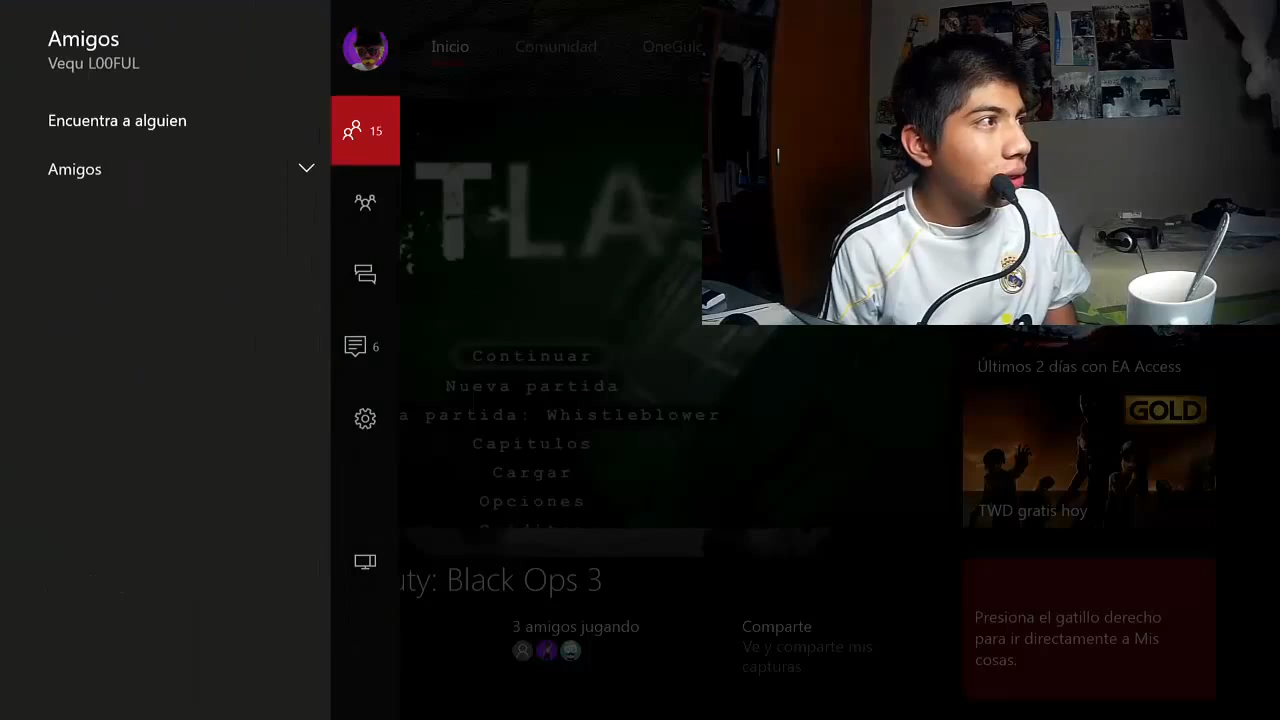 Amigos
Vequ L00FUL
Encuentra a alguien
Amigos
15
6
Inicio
Comunidad
OneGuid
TLAS
Continuar
Nueva partida
a partida: Whistleblower
Capitulos
Cargar
Opciones
uty: Black Ops 3
3 amigos jugando
Comparte
Ve y comparte mis
capturas
Últimos 2 días con EA Access
GOLD
TWD gratis hoy
Presiona el gatillo derecho
para ir directamente a Mis
cosas.